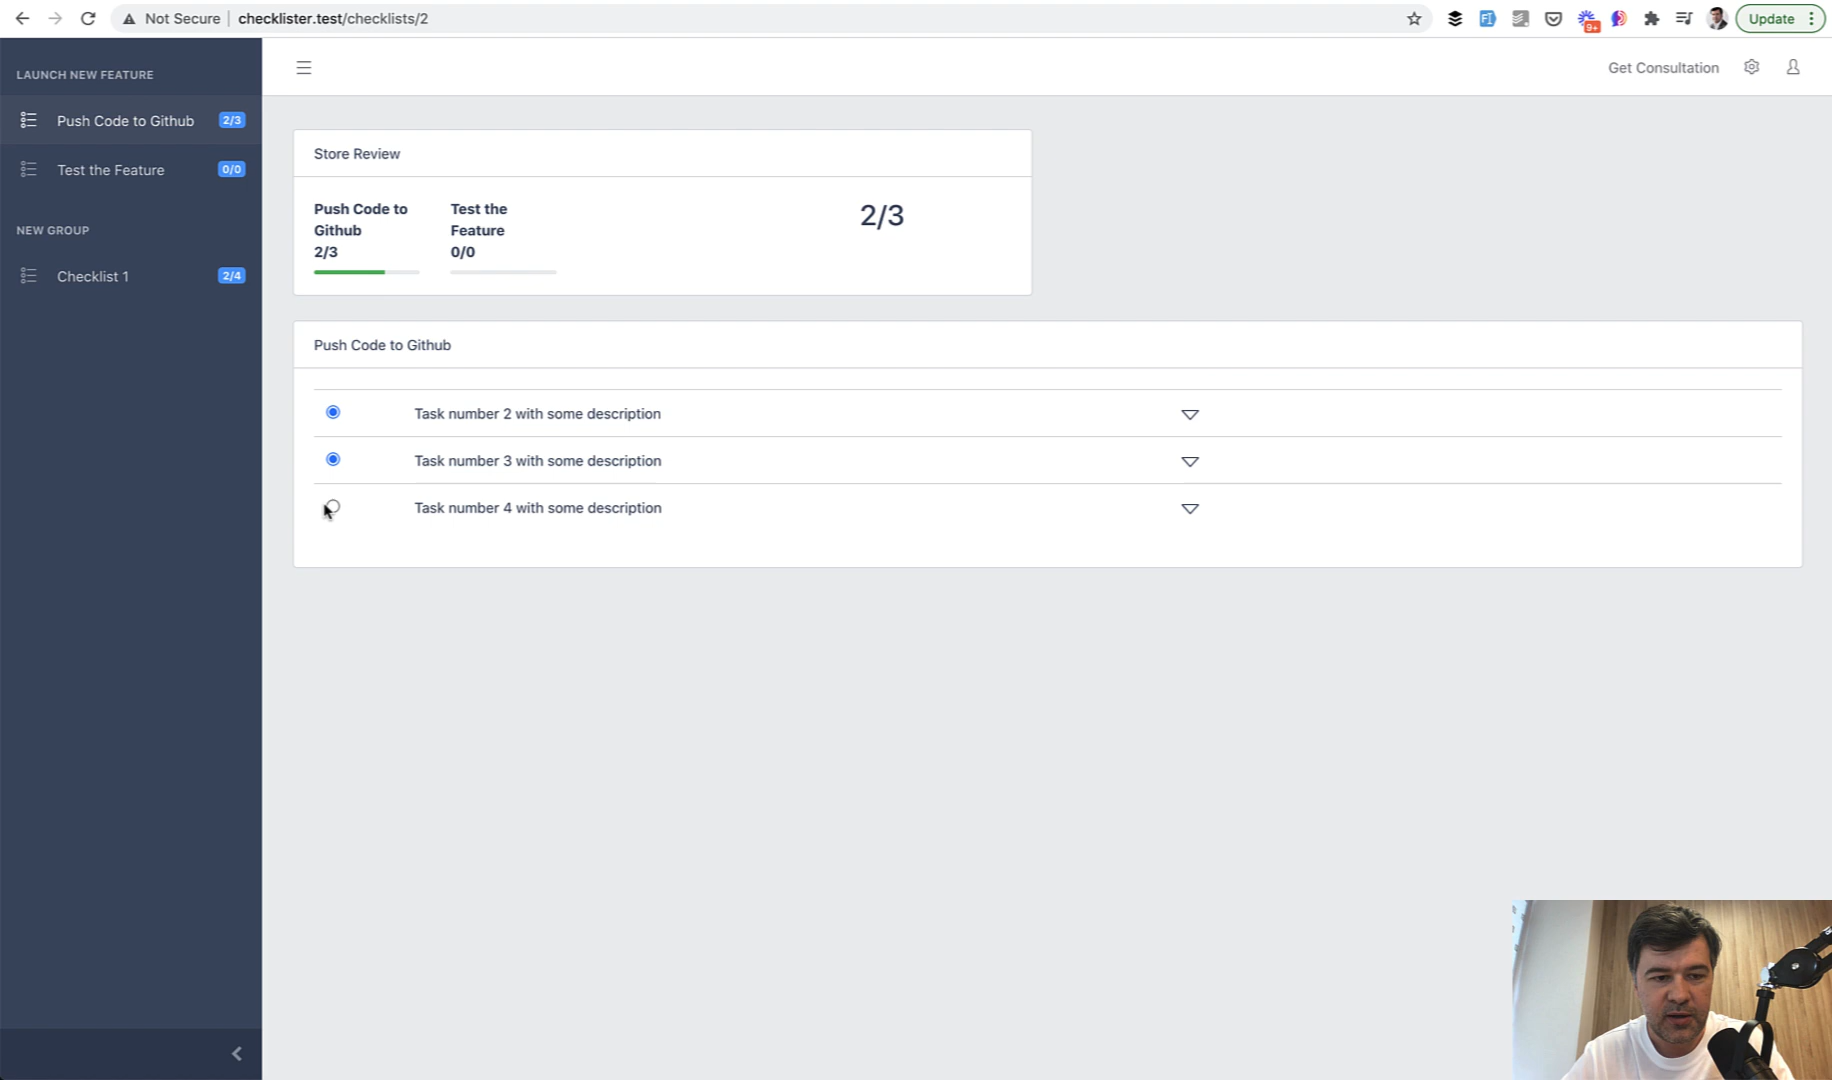 Not Secure
checklister.test/checklists/2
9+
Update
LAUNCH NEW FEATURE
Push Code to Github
2/3
Test the Feature
0/0
NEW GROUP
Checklist 1
2/4
Get Consultation
Store Review
Push Code to
Github
2/3
Test the
Feature
0/0
2/3
Push Code to Github
Task number 2 with some description
Task number 3 with some description
Task number 4 with some description